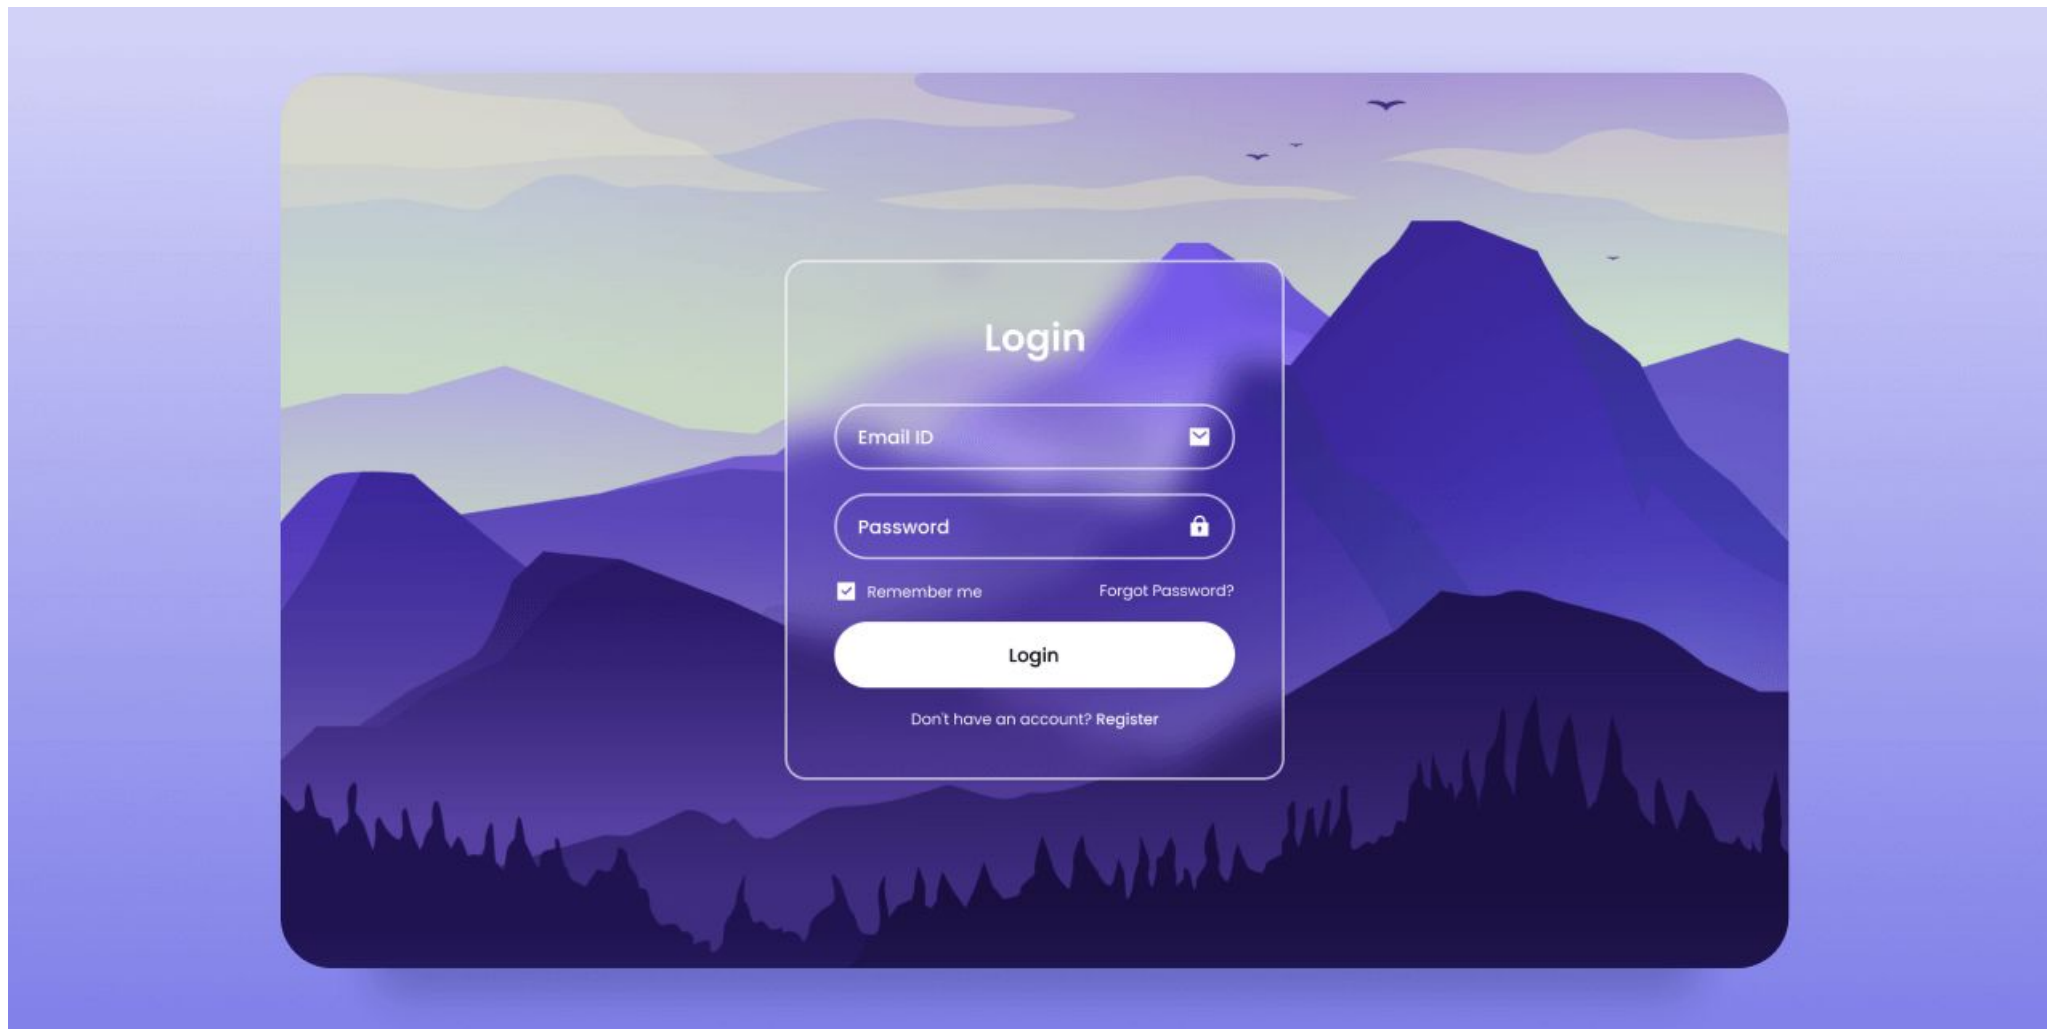 Login
Email ID
Password
Remember me Forgot Password?
Login
Don't have an account? Register